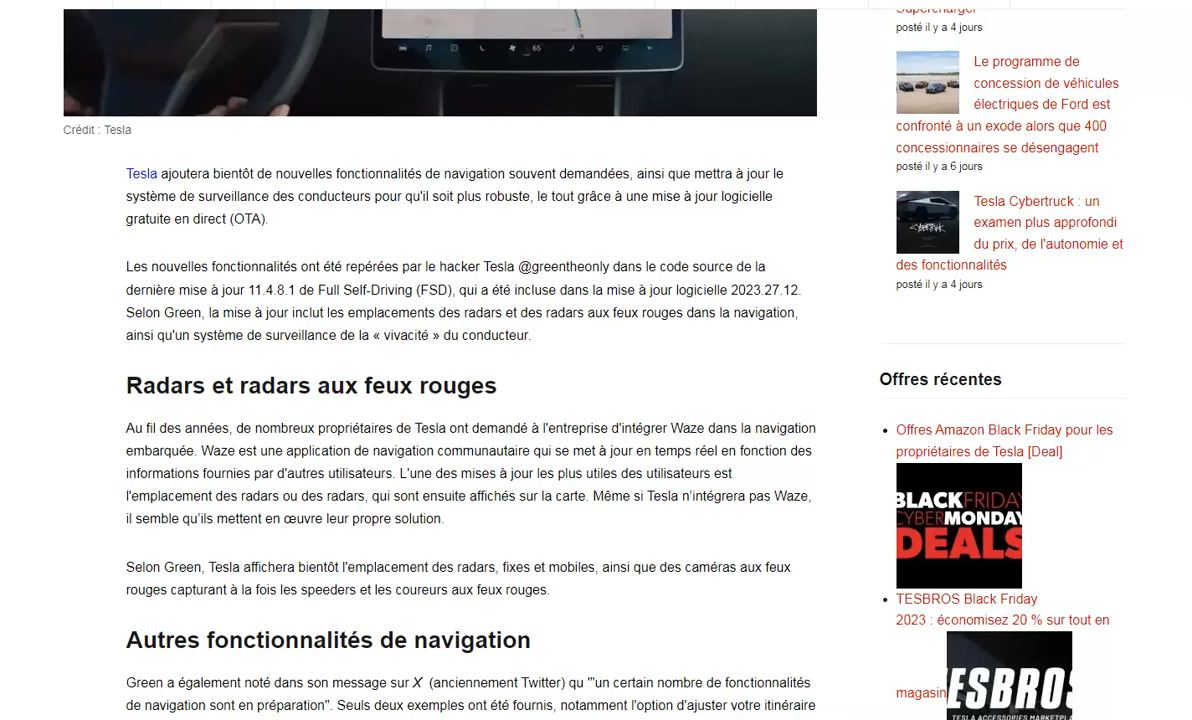 65
Crédit : Tesla
Tesla ajoutera bientôt de nouvelles fonctionnalités de navigation souvent demandées, ainsi que mettra à jour le
système de surveillance des conducteurs pour qu'il soit plus robuste, le tout grâce à une mise à jour logicielle
gratuite en direct (OTA).
Les nouvelles fonctionnalités ont été repérées par le hacker Tesla @greentheonly dans le code source de la
dernière mise à jour 11.4.8.1 de Full Self-Driving (FSD), qui a été incluse dans la mise à jour logicielle 2023.27.12.
Selon Green, la mise à jour inclut les emplacements des radars et des radars aux feux rouges dans la navigation,
ainsi qu'un système de surveillance de la « vivacité » du conducteur.
Radars et radars aux feux rouges
Au fil des années, de nombreux propriétaires de Tesla ont demandé à l'entreprise d'intégrer Waze dans la navigation
embarquée. Waze est une application de navigation communautaire qui se met à jour en temps réel en fonction des
informations fournies par d'autres utilisateurs. L'une des mises à jour les plus utiles des utilisateurs est
l'emplacement des radars ou des radars, qui sont ensuite affichés sur la carte. Même si Tesla n’intégrera pas Waze,
il semble qu’ils mettent en œuvre leur propre solution.
Selon Green, Tesla affichera bientôt l'emplacement des radars, fixes et mobiles, ainsi que des caméras aux feux
rouges capturant à la fois les speeders et les coureurs aux feux rouges.
Autres fonctionnalités de navigation
Green a également noté dans son message sur X (anciennement Twitter) qu '"un certain nombre de fonctionnalités
de navigation sont en préparation". Seuls deux exemples ont été fournis, notamment l'option d'ajuster votre itinéraire
Supercharger
posté il y a 4 jours
Le programme de
concession de véhicules
électriques de Ford est
confronté à un exode alors que 400
concessionnaires se désengagent
posté il y a 6 jours
CYBERTRUCK
Tesla Cybertruck : un
examen plus approfondi
du prix, de l'autonomie et
des fonctionnalités
posté il y a 4 jours
Offres récentes
Offres Amazon Black Friday pour les
propriétaires de Tesla [Deal]
BLACKFRIDAY
CYBERMONDAY
DEALS
TESBROS Black Friday
2023 : économisez 20 % sur tout en
magasin
TESBROS
TESLA ACCESSORIES MARKETPLA